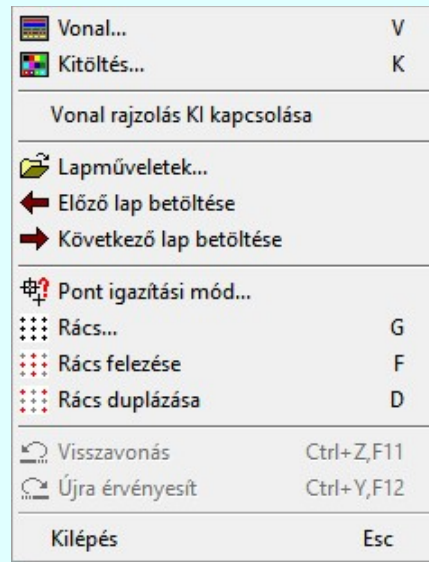 Vonal... V
Kitöltés... K
Vonal rajzolás KI kapcsolása
Lapműveletek...
Előző lap betöltése
Következő lap betöltése
Pont igazítási mód...
Rács... G
Rács felezése F
Rács duplázása D
Visszavonás Ctrl+Z,F11
Újra érvényesít Ctrl+Y,F12
Kilépés Esc